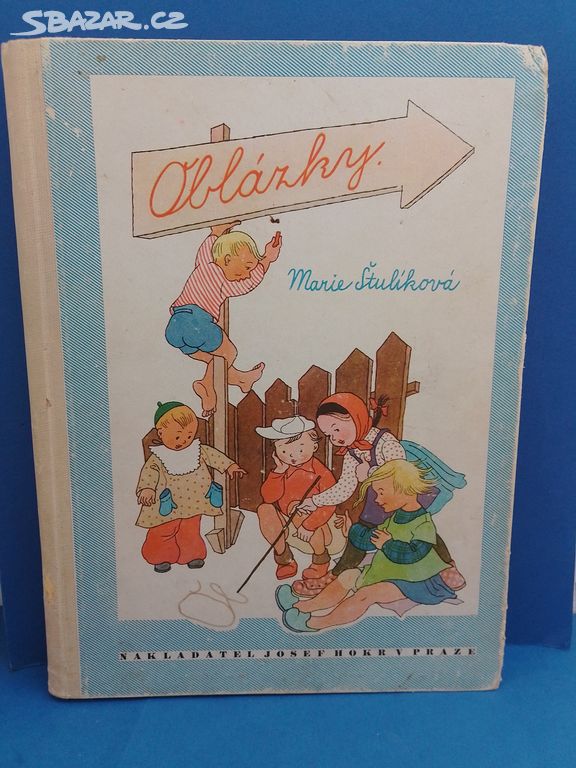 SBAZAR.CZ
Oblázky.
Marie Štulíková
NAKLADATEL JOSEF HOKR V PRAZE